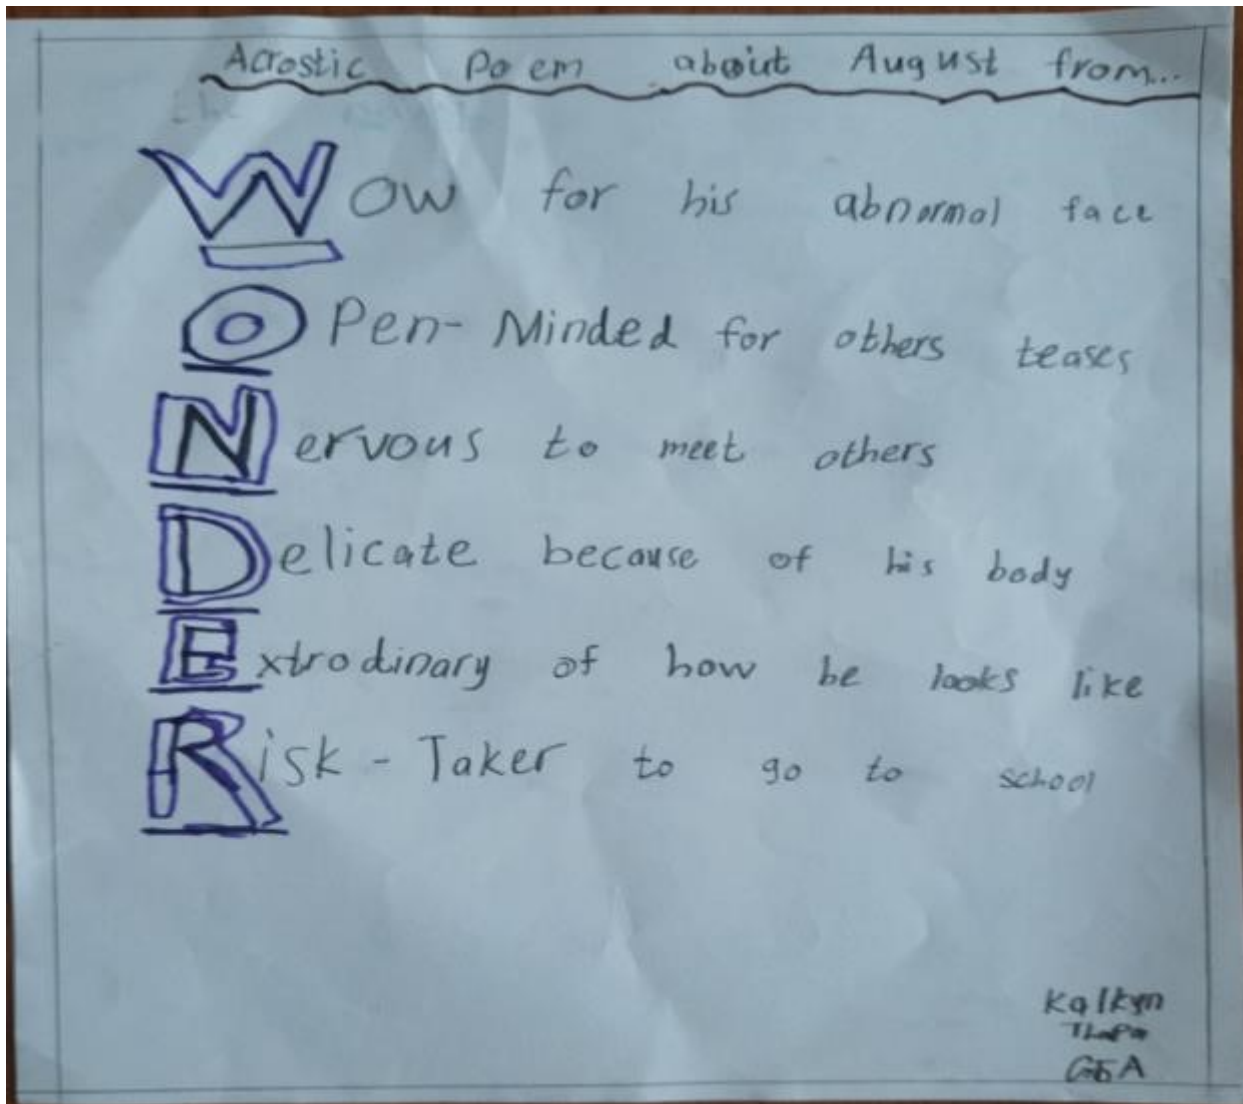 Acrostic Poem about August from...
Wow for his abnormal face
Open-Minded for others teases
Nervous to meet others
Delicate because of his body
Extrodinary of how he looks like
Risk-Taker to go to school
Kalkyn
Thapa